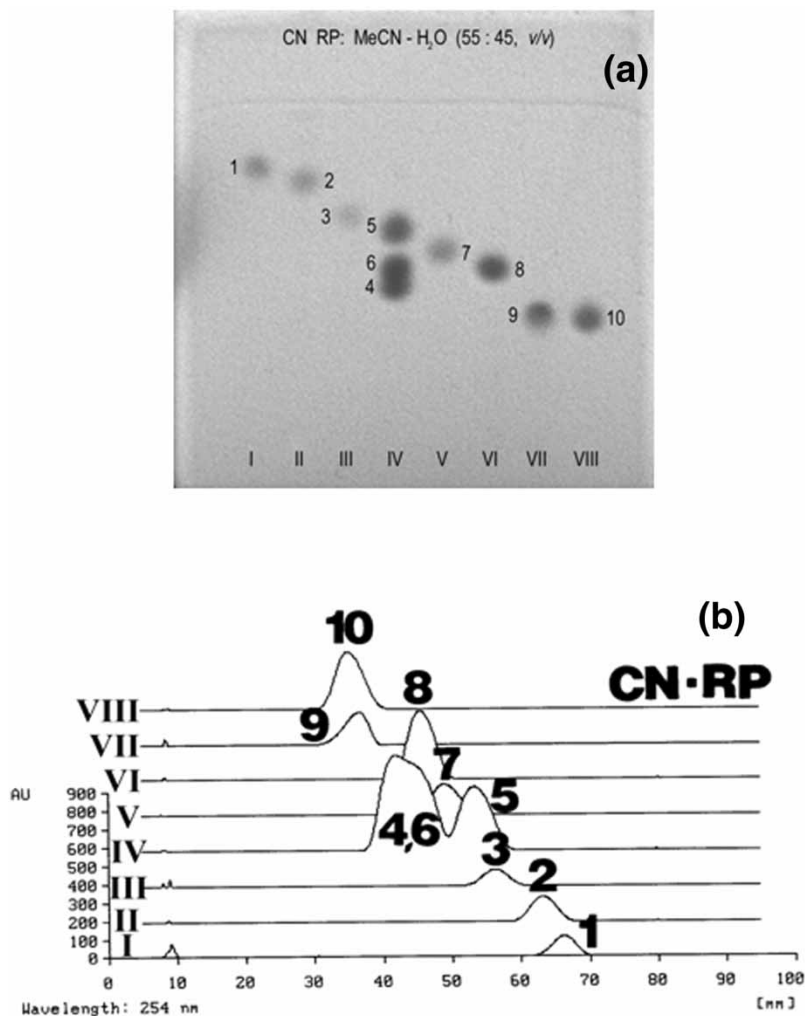 CN RP: MeCN - H₂O (55 : 45, v/v)
(a)
1
2
3
5
6
4
7
8
9
10
I II III IV V VI VII VIII
(b)
10
8
CN·RP
VIII
9
VII
7
VI
AU
900
5
V
800
700
4,6
600
IV
3
500
III
400
2
300
II
200
1
100
I
0
0 10 20 30 40 50 60 70 80 90 100
Wavelength: 254 nm [mm]